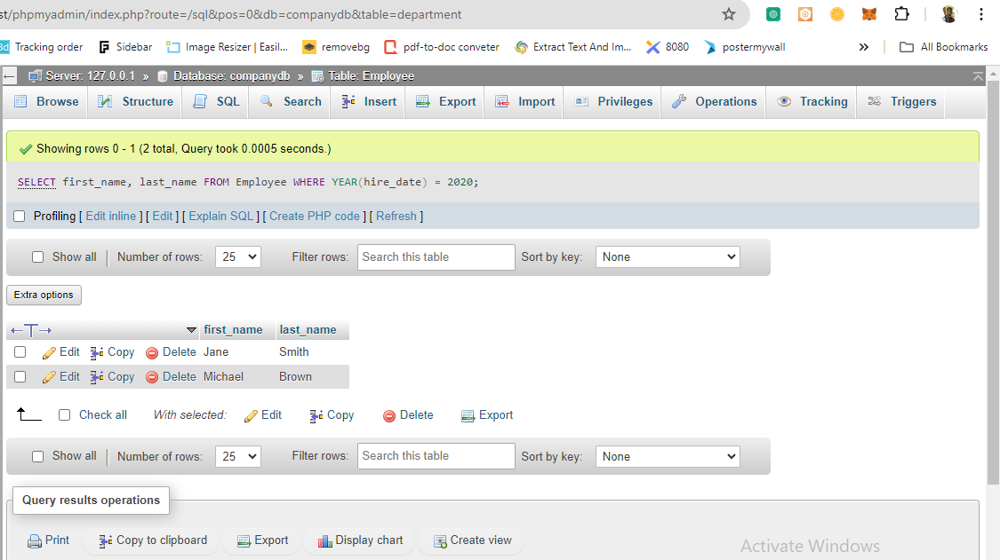 st/phpmyadmin/index.php?route=/sql&pos=0&db=companydb&table=department
Tracking order Sidebar Image Resizer | Easil... removebg pdf-to-doc conveter Extract Text And Im... 8080 postermywall » All Bookmarks
Server: 127.0.0.1 » Database: companydb » Table: Employee
Browse Structure SQL Search Insert Export Import Privileges Operations Tracking Triggers
Showing rows 0 - 1 (2 total, Query took 0.0005 seconds.)
SELECT first_name, last_name FROM Employee WHERE YEAR(hire_date) = 2020;
Profiling [ Edit inline ] [ Edit ] [ Explain SQL ] [ Create PHP code ] [ Refresh ]
Show all | Number of rows: 25 Filter rows: Search this table Sort by key: None
Extra options
←T→ first_name last_name
Edit Copy Delete Jane Smith
Edit Copy Delete Michael Brown
Check all With selected: Edit Copy Delete Export
Show all | Number of rows: 25 Filter rows: Search this table Sort by key: None
Query results operations
Print Copy to clipboard Export Display chart Create view
Activate Windows